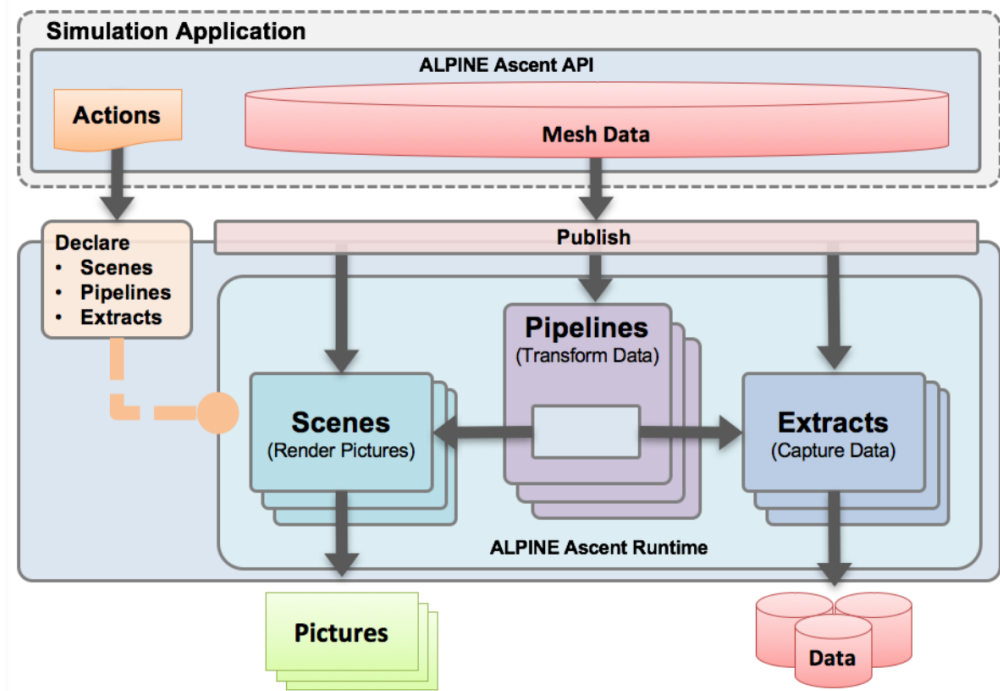 Simulation Application
ALPINE Ascent API
Actions
Mesh Data
Declare
• Scenes
• Pipelines
• Extracts
Publish
Pipelines
(Transform Data)
Scenes
(Render Pictures)
Extracts
(Capture Data)
ALPINE Ascent Runtime
Pictures
Data